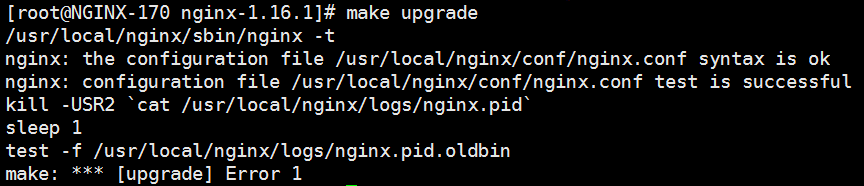 [root@NGINX-170 nginx-1.16.1]# make upgrade
/usr/local/nginx/sbin/nginx -t
nginx: the configuration file /usr/local/nginx/conf/nginx.conf syntax is ok
nginx: configuration file /usr/local/nginx/conf/nginx.conf test is successful
kill -USR2 `cat /usr/local/nginx/logs/nginx.pid`
sleep 1
test -f /usr/local/nginx/logs/nginx.pid.oldbin
make: *** [upgrade] Error 1